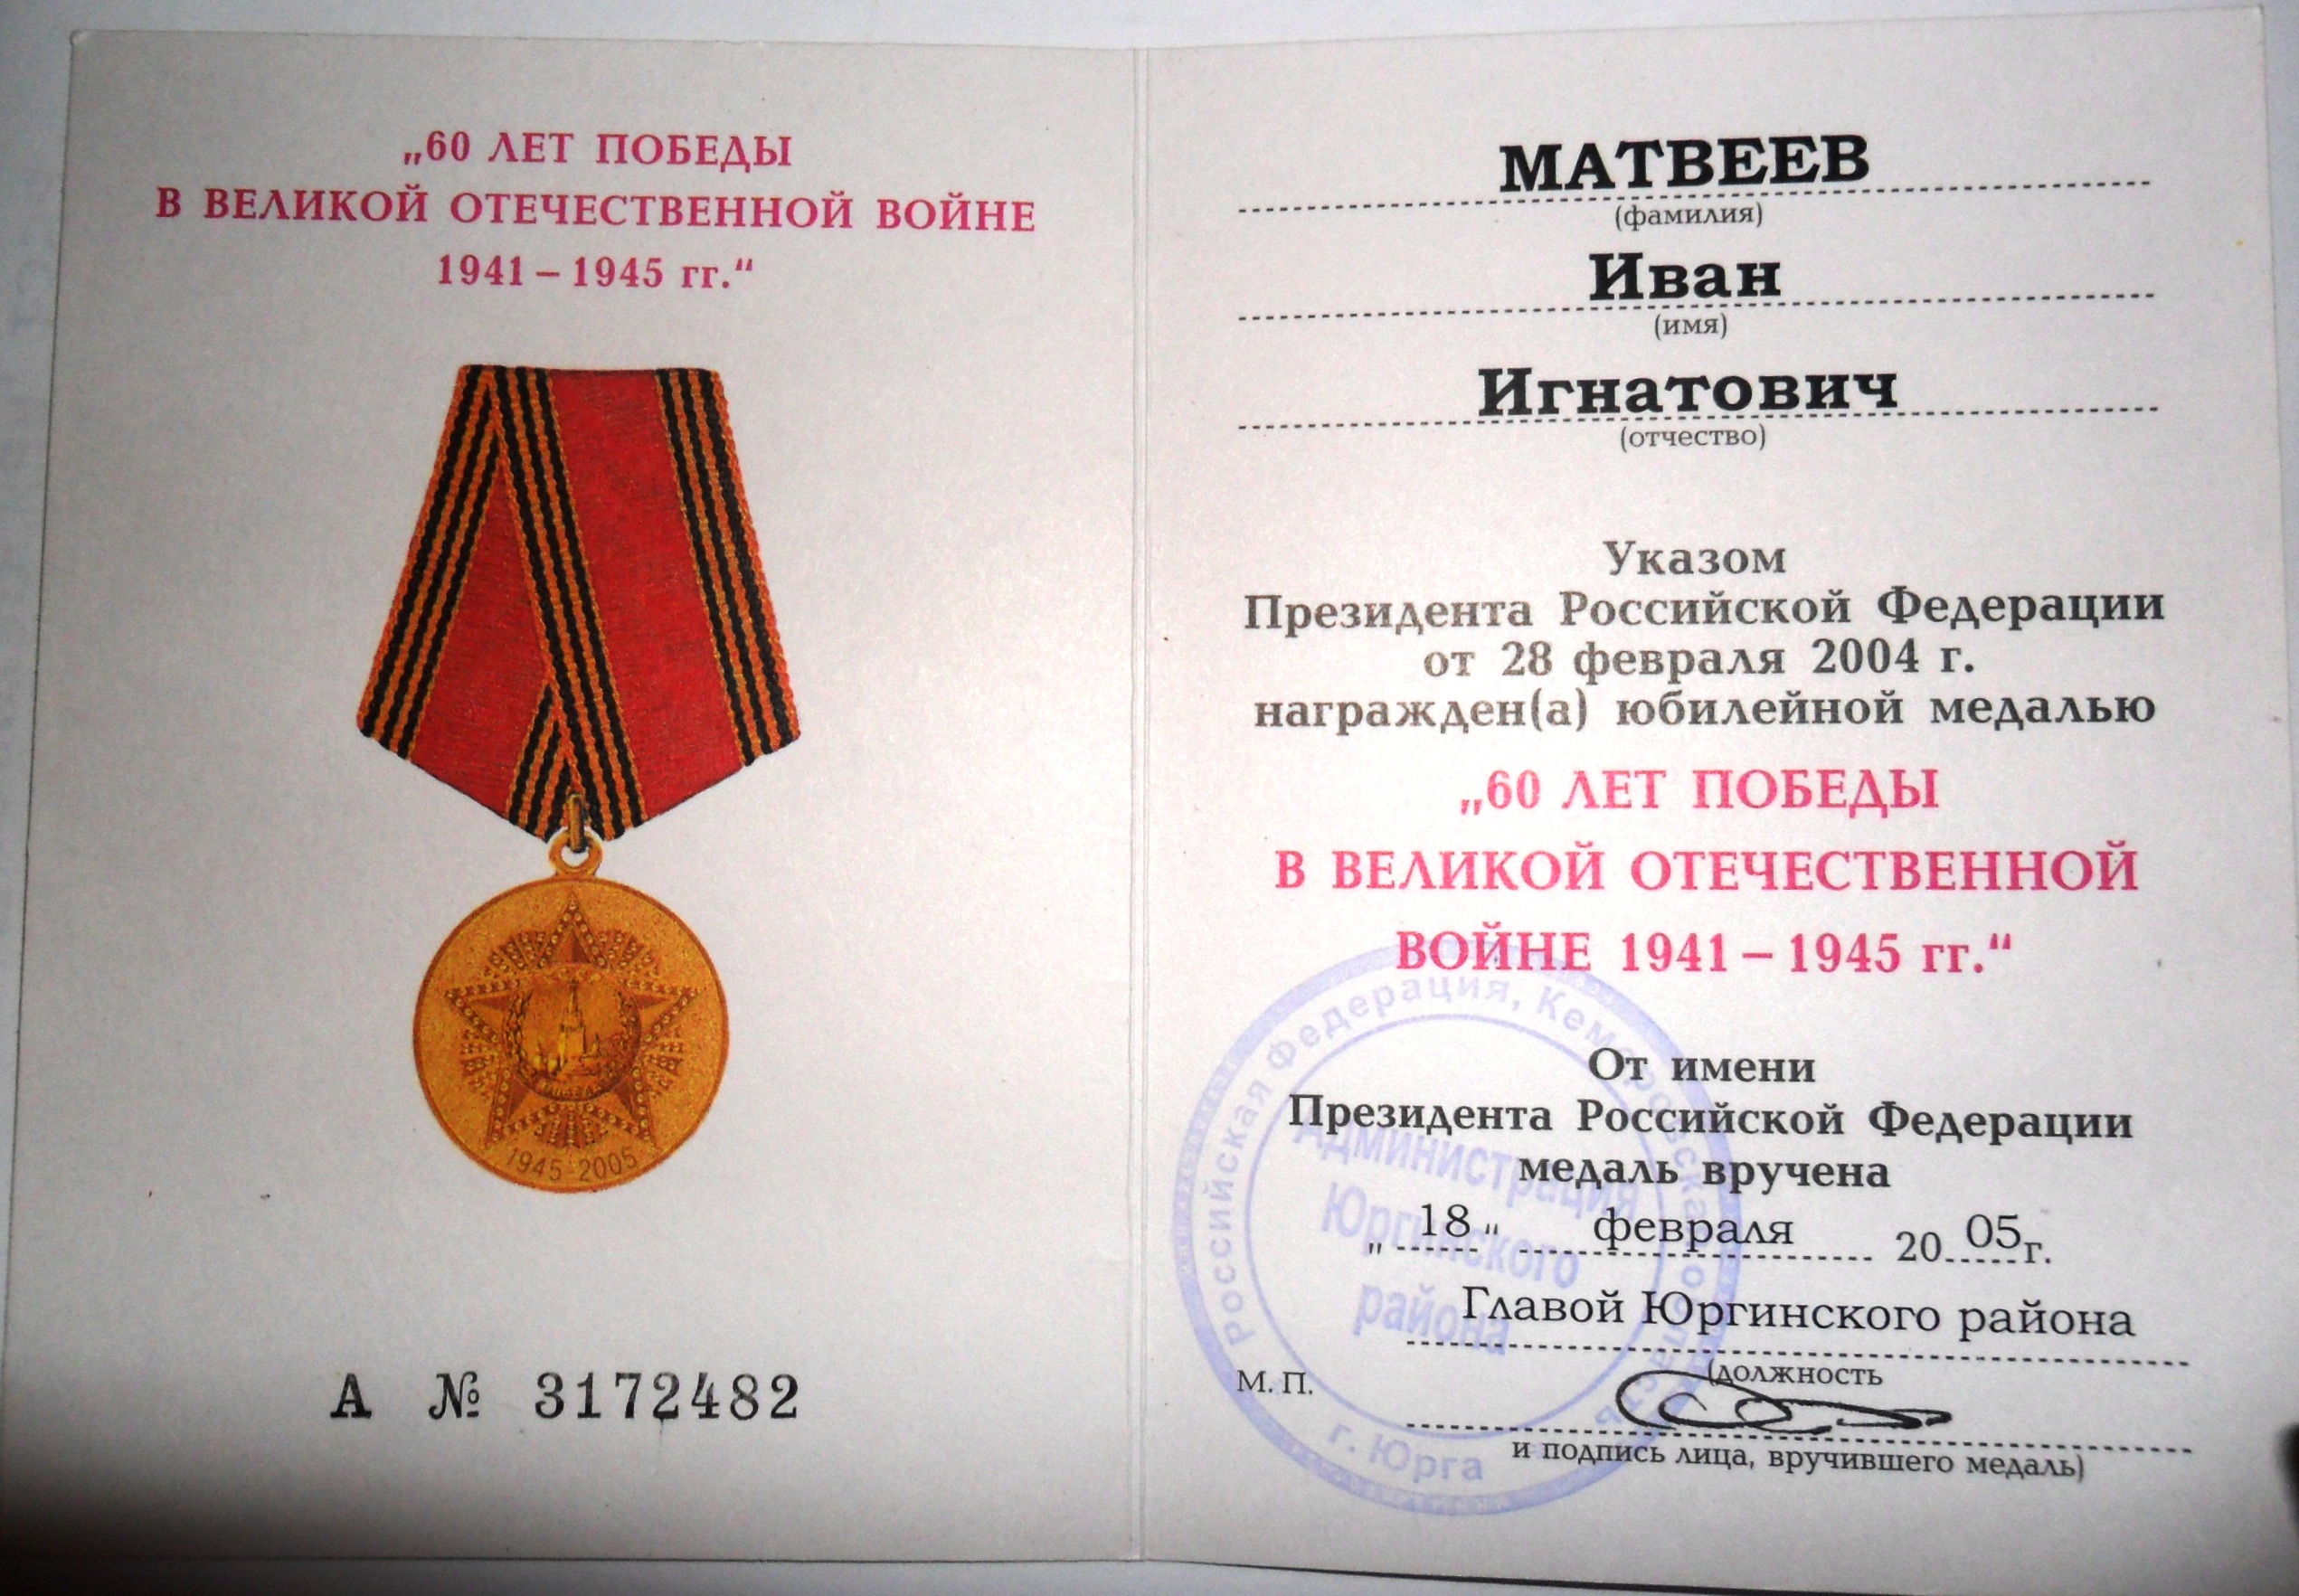 „60 ЛЕТ ПОБЕДЫ
В ВЕЛИКОЙ ОТЕЧЕСТВЕННОЙ ВОЙНЕ
1941 – 1945 гг.“
ПОБЕДА
1945 2005
А № 3172482
МАТВЕЕВ
(фамилия)
Иван
(имя)
Игнатович
(отчество)
Указом
Президента Российской Федерации
от 28 февраля 2004 г.
награжден(а) юбилейной медалью
„60 ЛЕТ ПОБЕДЫ
В ВЕЛИКОЙ ОТЕЧЕСТВЕННОЙ
ВОЙНЕ 1941 – 1945 гг.“
От имени
Президента Российской Федерации
медаль вручена
„ 18 “ февраля 20 05 г.
Главой Юргинского района
(должность
М. П.
и подпись лица, вручившего медаль)
Российская Федерация, Кемеровская область
Администрация
Юргинского
района
г. Юрга